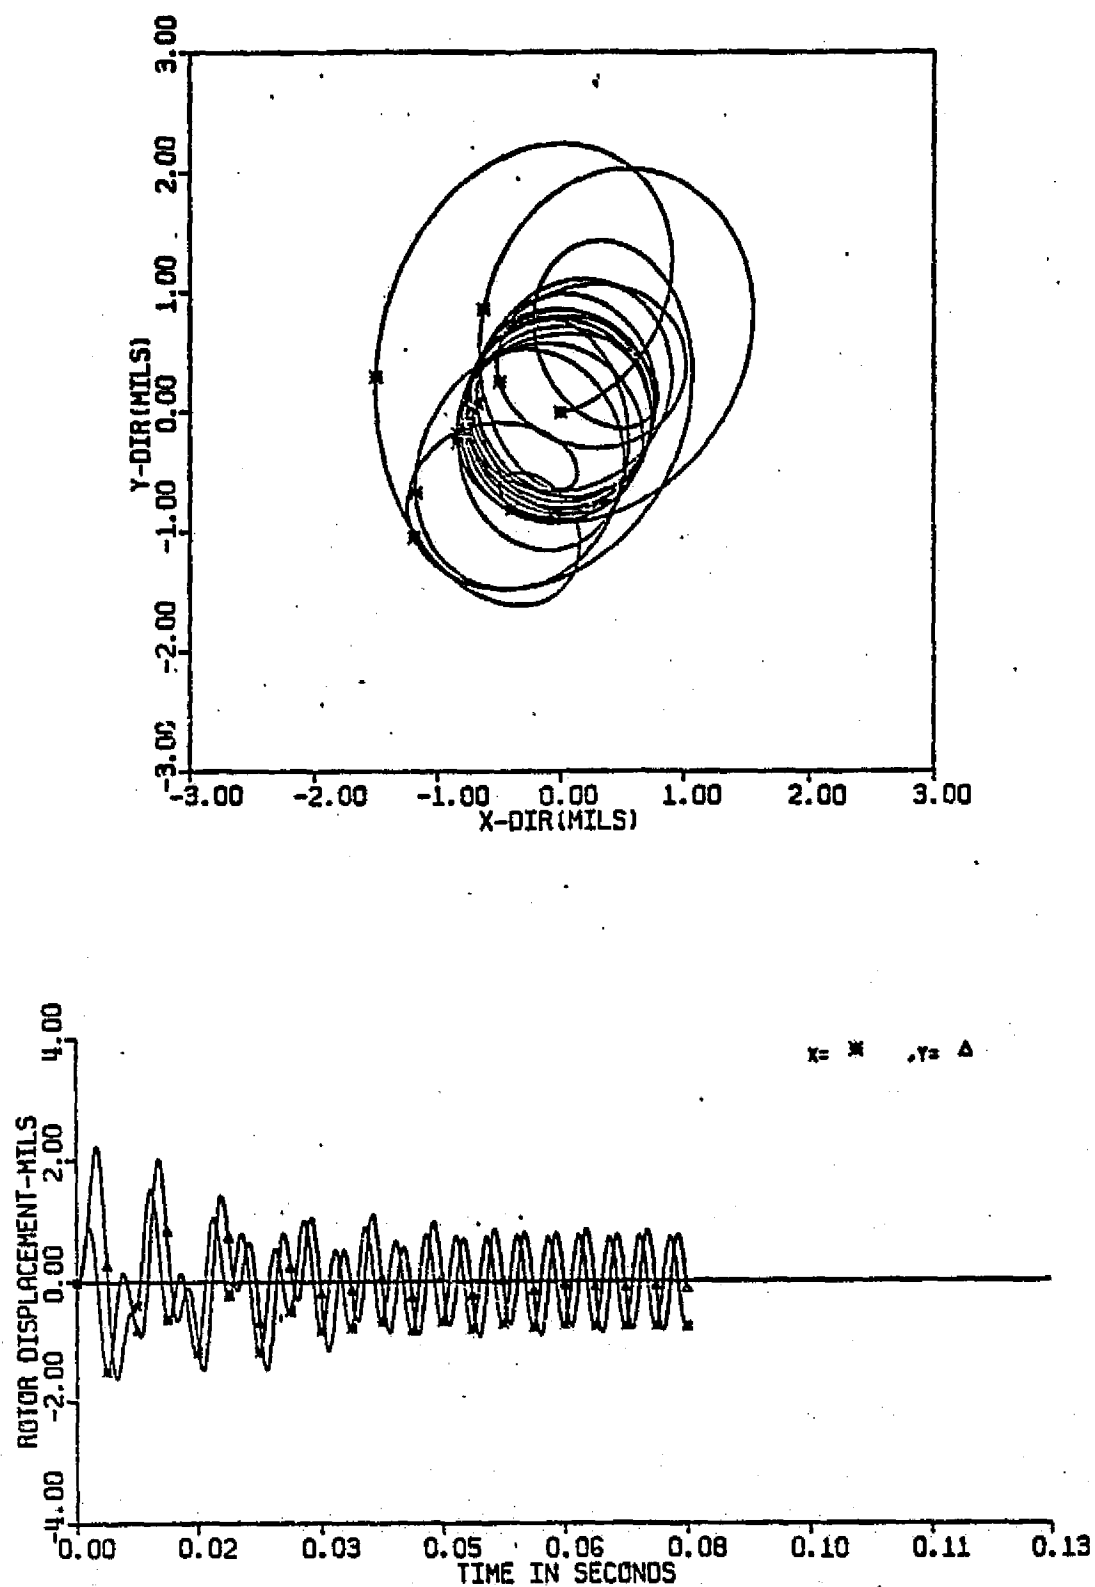 3.00
2.00
1.00
0.00
-1.00
-2.00
-3.00
Y-DIR(MILS)
-3.00 -2.00 -1.00 0.00 1.00 2.00 3.00
X-DIR(MILS)
X= ,Y=
4.00
2.00
0.00
-2.00
-4.00
ROTOR DISPLACEMENT-MILS
0.00 0.02 0.03 0.05 0.06 0.08 0.10 0.11 0.13
TIME IN SECONDS